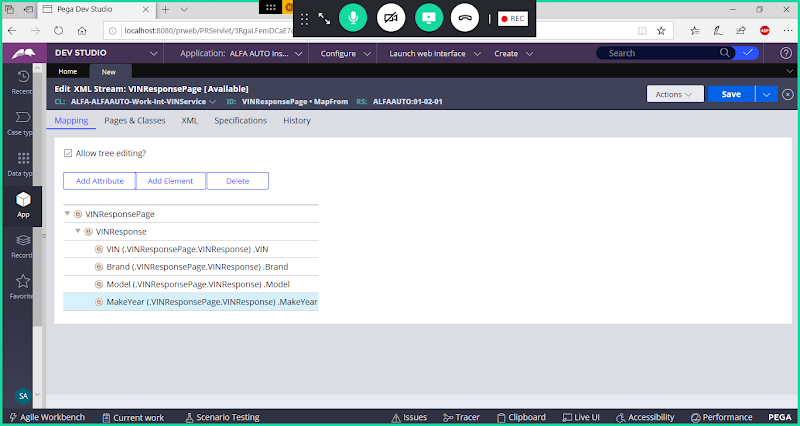 Pega Dev Studio
REC
localhost:8080/prweb/PRServlet/3RgaLFemDCaE7
DEV STUDIO
Application: ALFA AUTO Ins...
Configure
Launch web interface
Create
Search
Home
New
Recent
Edit XML Stream: VINResponsePage [Available]
CL: ALFA-ALFAAUTO-Work-Int-VINService
ID: VINResponsePage • MapFrom
RS: ALFAAUTO:01-02-01
Actions
Save
Case typ
Mapping
Pages & Classes
XML
Specifications
History
Allow tree editing?
Data typ
Add Attribute
Add Element
Delete
App
VINResponsePage
VINResponse
VIN (.VINResponsePage.VINResponse) .VIN
Record
Brand (.VINResponsePage.VINResponse) .Brand
Model (.VINResponsePage.VINResponse) .Model
Favorite
MakeYear (.VINResponsePage.VINResponse) .MakeYear
SA
Agile Workbench
Current work
Scenario Testing
Issues
Tracer
Clipboard
Live UI
Accessibility
Performance
PEGA